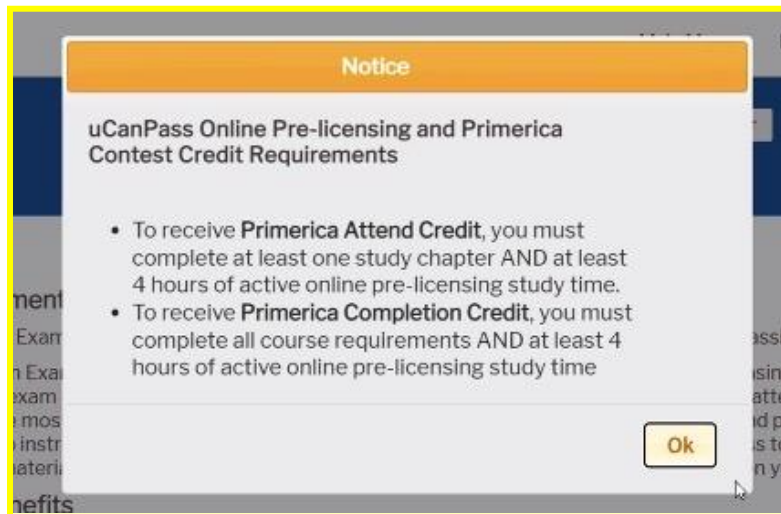 Notice
uCanPass Online Pre-licensing and Primerica
Contest Credit Requirements
• To receive Primerica Attend Credit, you must
complete at least one study chapter AND at least
4 hours of active online pre-licensing study time.
• To receive Primerica Completion Credit, you must
complete all course requirements AND at least 4
hours of active online pre-licensing study time
Ok